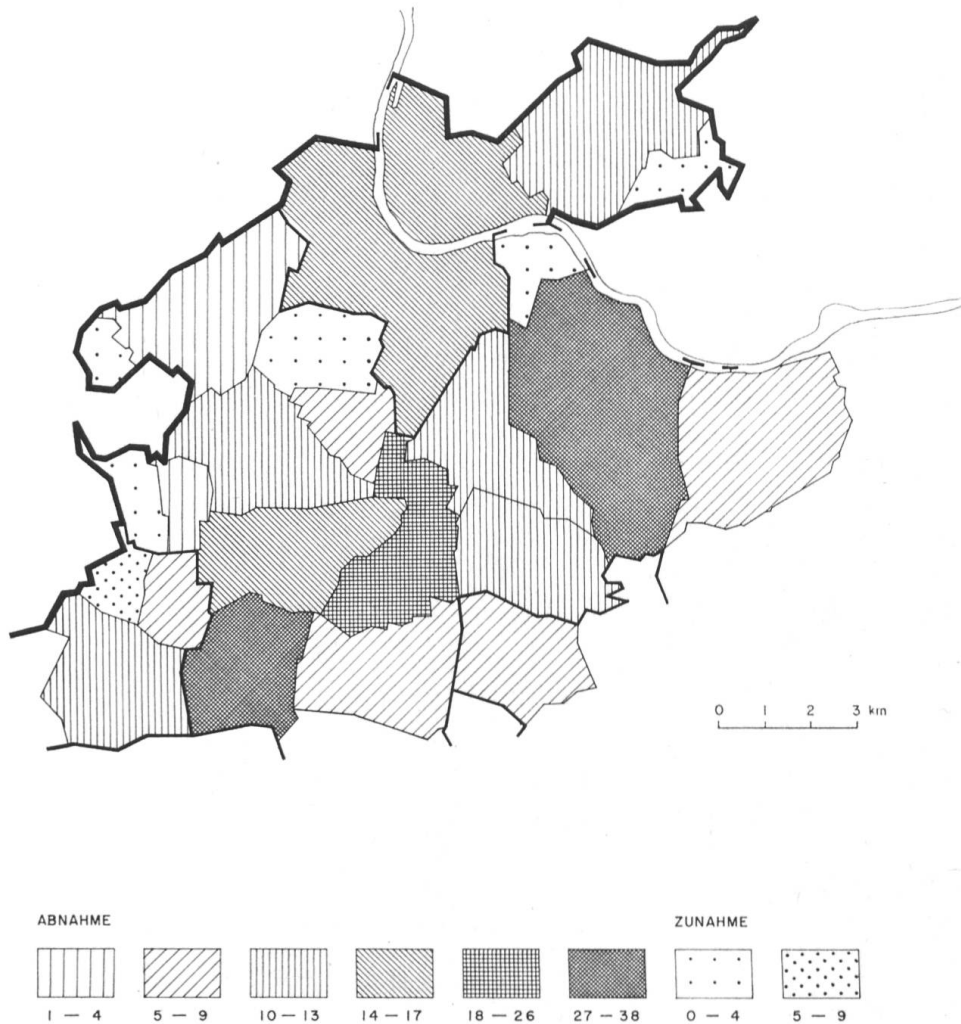 0 1 2 3 km
ABNAHME ZUNAHME
1 — 4 5 — 9 10 — 13 14 — 17 18 — 26 27 — 38 0 — 4 5 — 9